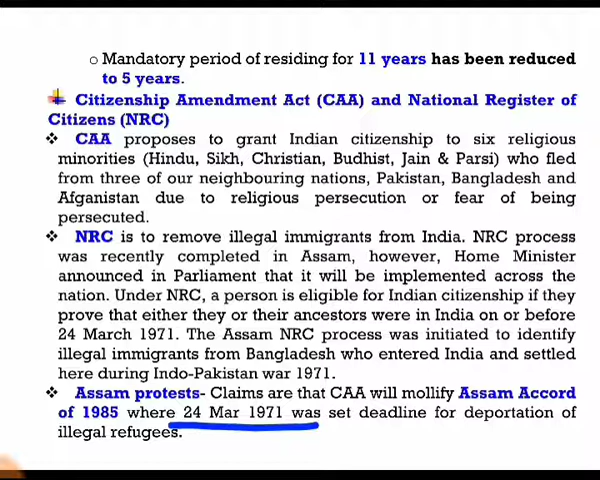 o Mandatory period of residing for 11 years has been reduced
to 5 years.
Citizenship Amendment Act (CAA) and National Register of
Citizens (NRC)
❖ CAA proposes to grant Indian citizenship to six religious
minorities (Hindu, Sikh, Christian, Budhist, Jain & Parsi) who fled
from three of our neighbouring nations, Pakistan, Bangladesh and
Afganistan due to religious persecution or fear of being
persecuted.
❖ NRC is to remove illegal immigrants from India. NRC process
was recently completed in Assam, however, Home Minister
announced in Parliament that it will be implemented across the
nation. Under NRC, a person is eligible for Indian citizenship if they
prove that either they or their ancestors were in India on or before
24 March 1971. The Assam NRC process was initiated to identify
illegal immigrants from Bangladesh who entered India and settled
here during Indo-Pakistan war 1971.
❖ Assam protests- Claims are that CAA will mollify Assam Accord
of 1985 where 24 Mar 1971 was set deadline for deportation of
illegal refugees.